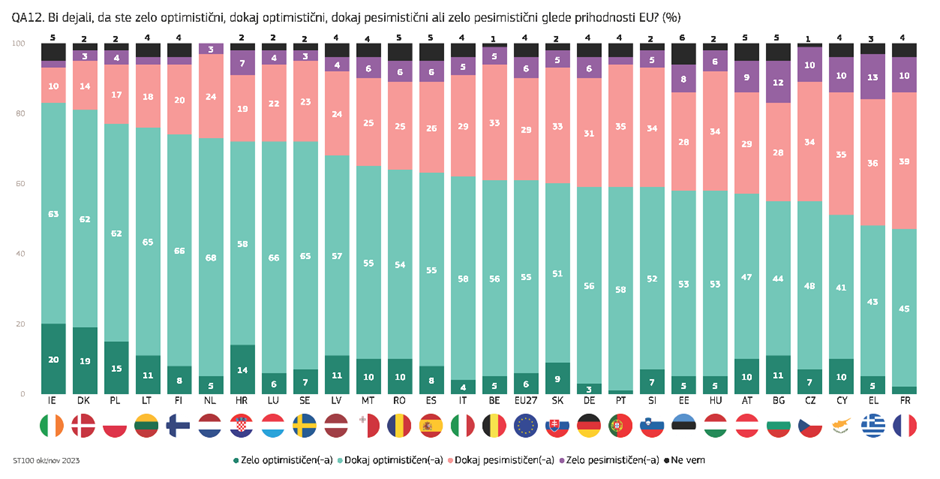 QA12. Bi dejali, da ste zelo optimistični, dokaj optimistični, dokaj pesimistični ali zelo pesimistični glede prihodnosti EU? (%)
5 2 2 4 4 2 2 2 4 4 5 5 4 1 4 2 4 4 2 6 2 5 5 1 4 3 4
100
3 4 3 7 4 3 4 6 6 6 5 5 6 5 6 5 8 6 9 12 10 10 13 10
10 14 17 18 20 24 19 22 23 24 25 25 26 29 33 29 33 31 35 34 28 34 29 28 34 35 36 39
80
60
63 62 62 65 66 68 58 66 65 57 55 54 55 58 56 55 51 56 58 52 53 53 47 44 48 41 43 45
40
20
20 19 15 11 8 5 14 6 7 11 10 10 8 4 5 6 9 3 7 5 5 10 11 7 10 5
0
IE DK PL LT FI NL HR LU SE LV MT RO ES IT BE EU27 SK DE PT SI EE HU AT BG CZ CY EL FR
ST100 okt/nov 2023
Zelo optimističen(-a) Dokaj optimističen(-a) Dokaj pesimističen(-a) Zelo pesimističen(-a) Ne vem